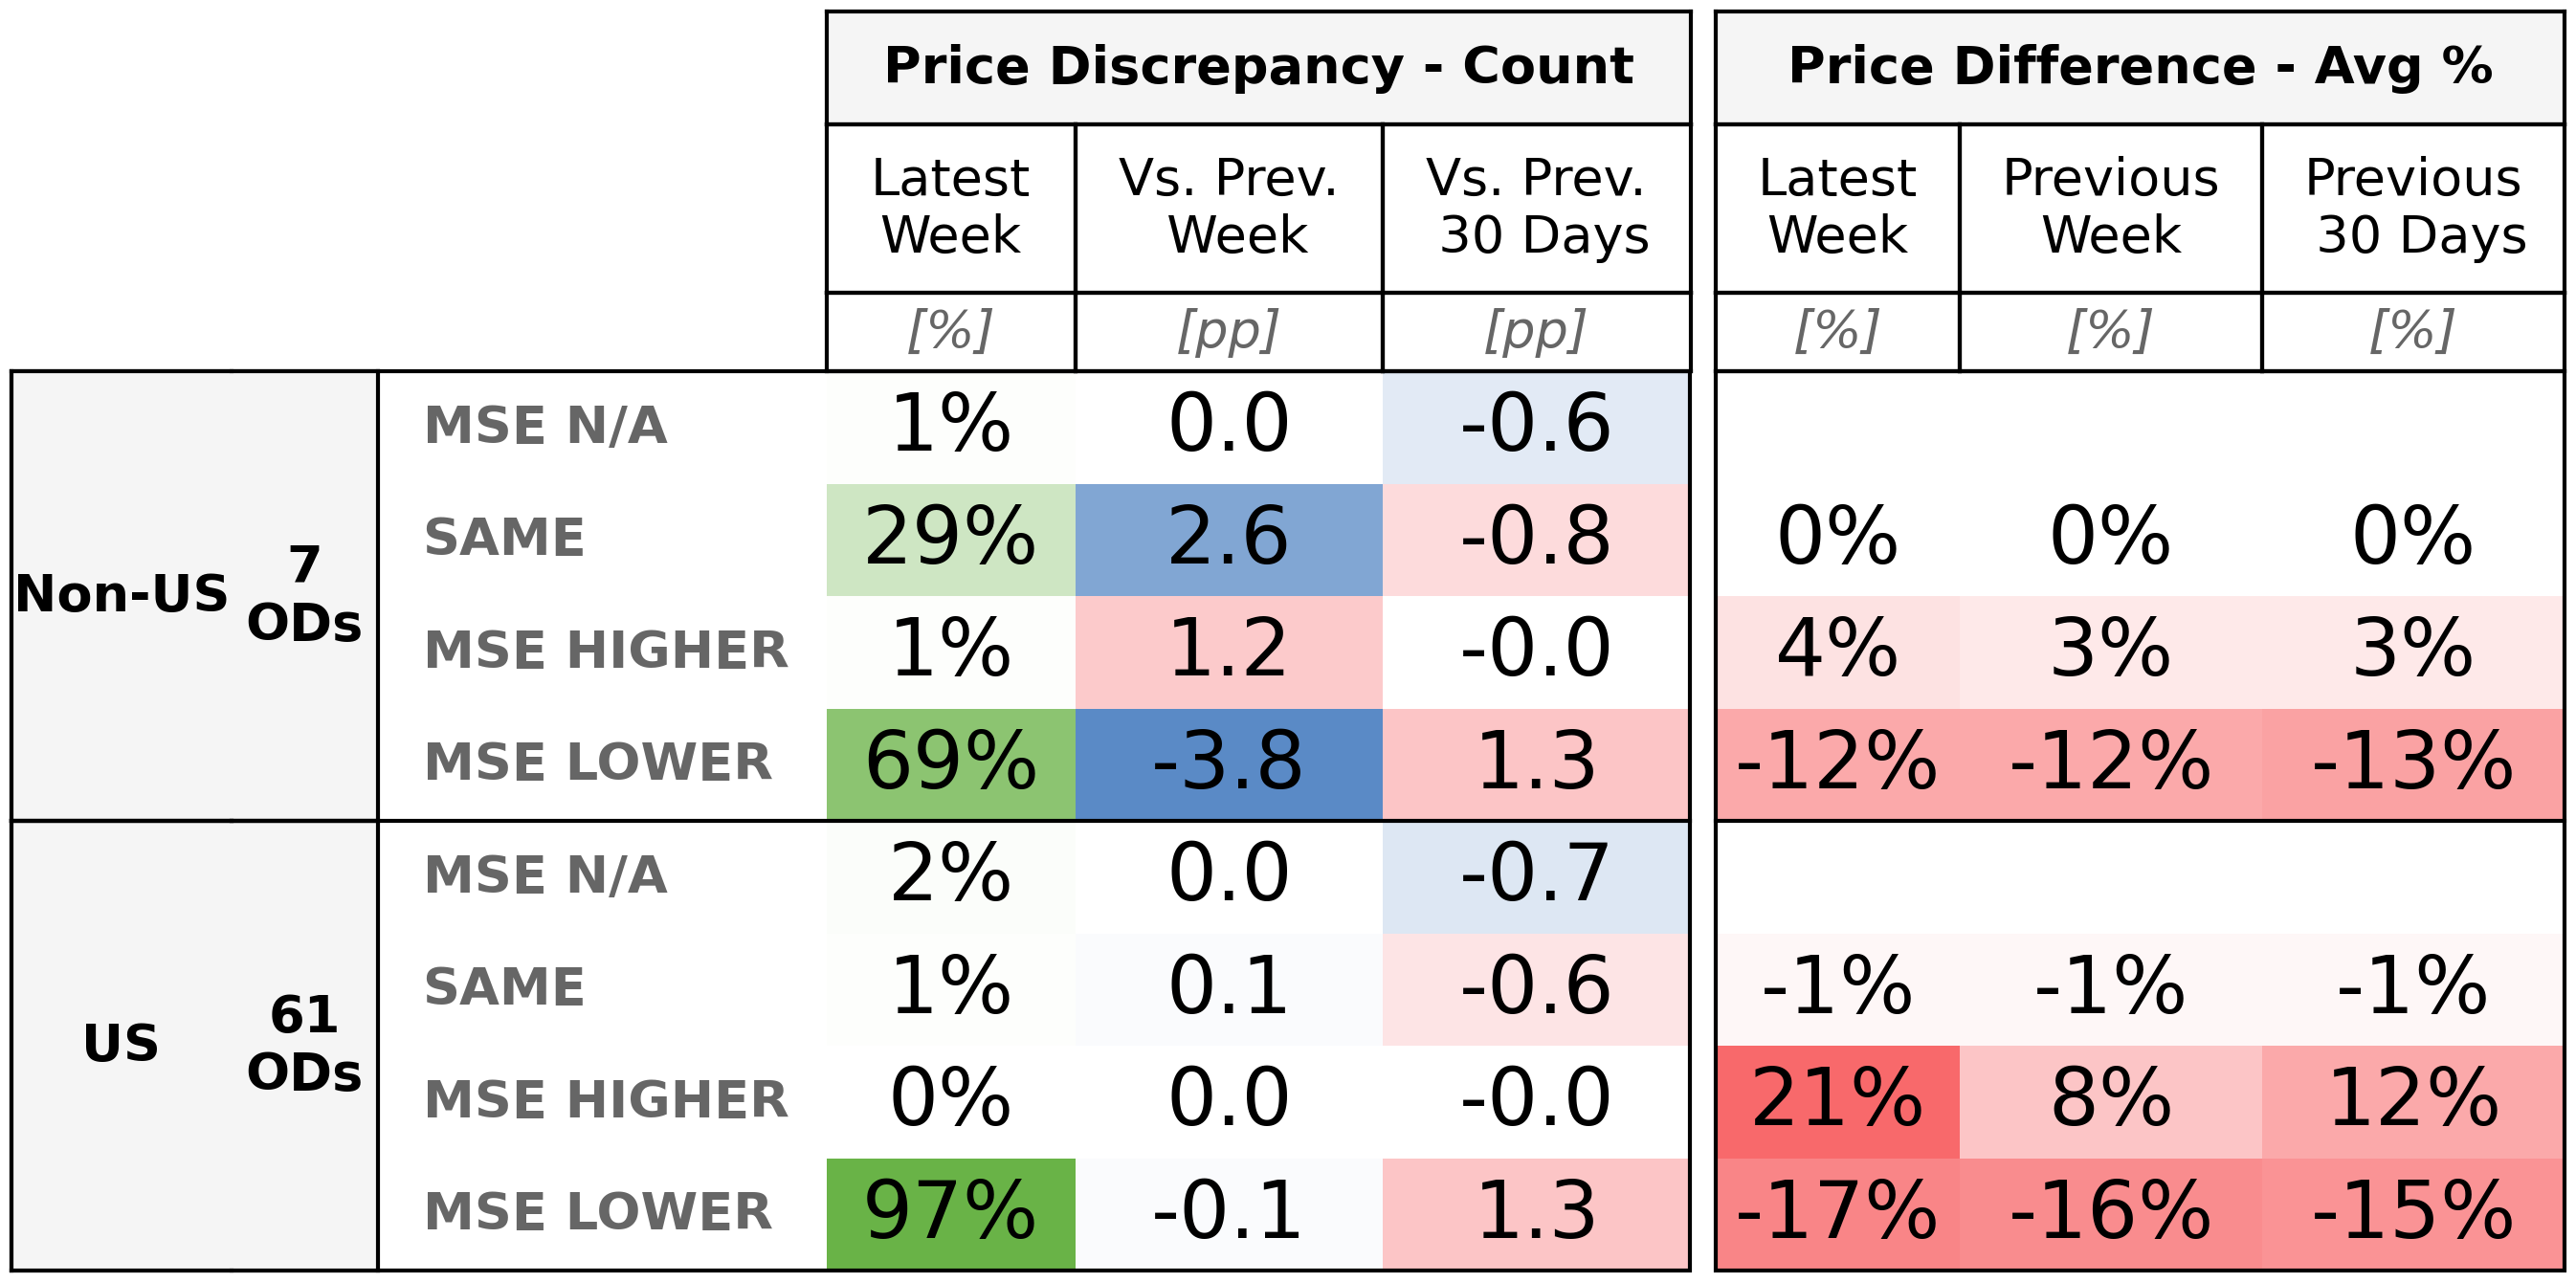 Price Discrepancy - Count Price Difference - Avg %
Latest Week Vs. Prev. Week Vs. Prev. 30 Days Latest Week Previous Week Previous 30 Days
[%] [pp] [pp] [%] [%] [%]
Non-US 7 ODs
MSE N/A 1% 0.0 -0.6
SAME 29% 2.6 -0.8 0% 0% 0%
MSE HIGHER 1% 1.2 -0.0 4% 3% 3%
MSE LOWER 69% -3.8 1.3 -12% -12% -13%
US 61 ODs
MSE N/A 2% 0.0 -0.7
SAME 1% 0.1 -0.6 -1% -1% -1%
MSE HIGHER 0% 0.0 -0.0 21% 8% 12%
MSE LOWER 97% -0.1 1.3 -17% -16% -15%